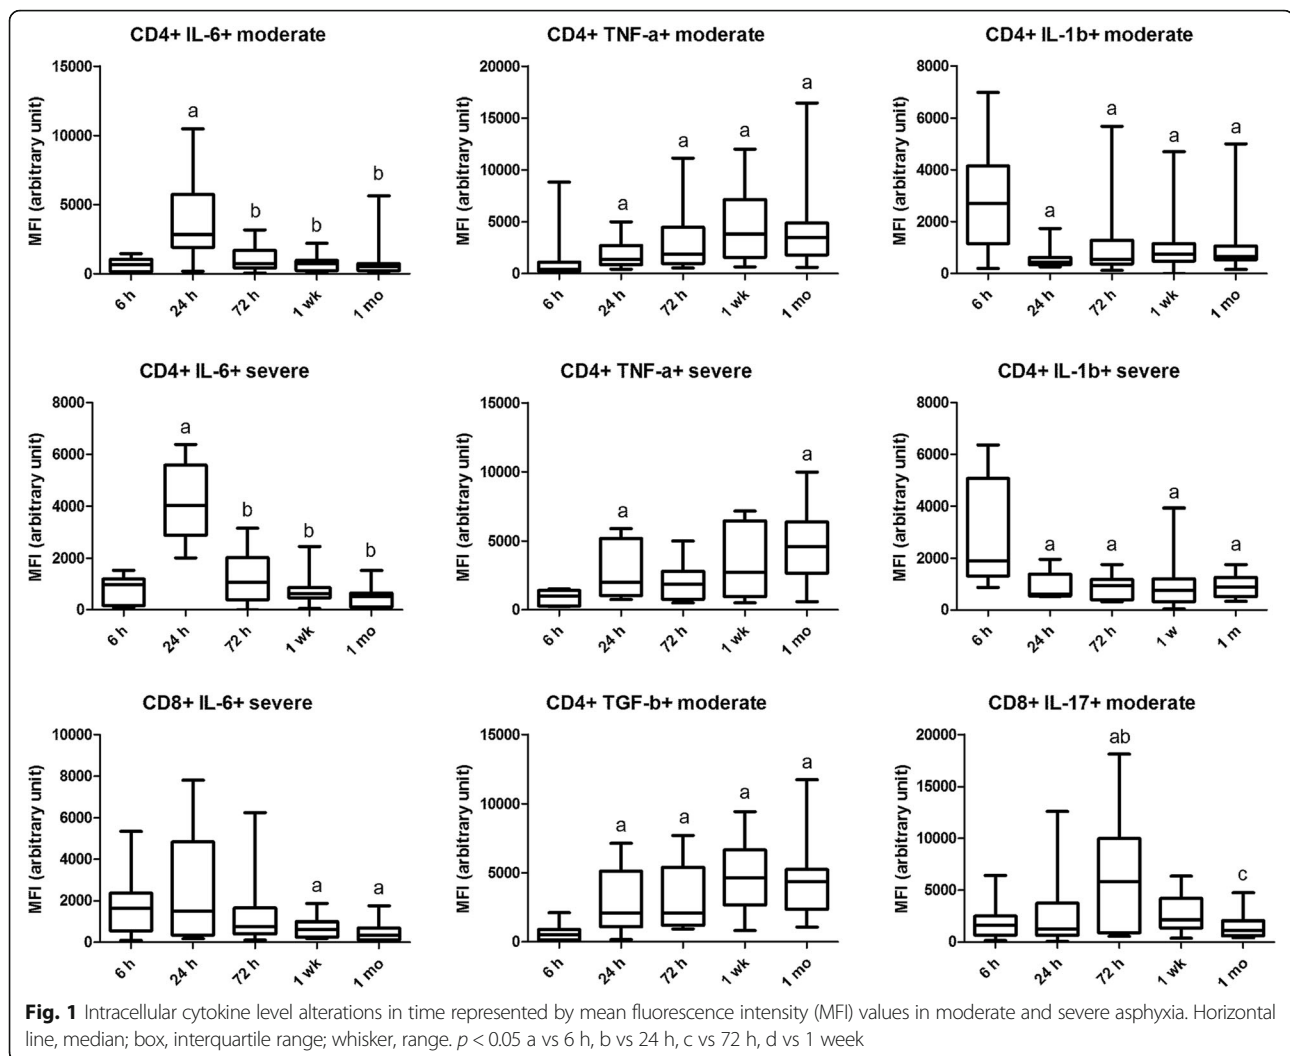 CD4+ IL-6+ moderate
MFI (arbitrary unit)
15000
10000
5000
0
a
b
b
b
6 h
24 h
72 h
1 wk
1 mo
CD4+ TNF-a+ moderate
MFI (arbitrary unit)
20000
15000
10000
5000
0
a
a
a
a
6 h
24 h
72 h
1 wk
1 mo
CD4+ IL-1b+ moderate
MFI (arbitrary unit)
8000
6000
4000
2000
0
a
a
a
a
6 h
24 h
72 h
1 wk
1 mo
CD4+ IL-6+ severe
MFI (arbitrary unit)
8000
6000
4000
2000
0
a
b
b
b
6 h
24 h
72 h
1 wk
1 mo
CD4+ TNF-a+ severe
MFI (arbitrary unit)
15000
10000
5000
0
a
a
6 h
24 h
72 h
1 wk
1 mo
CD4+ IL-1b+ severe
MFI (arbitrary unit)
8000
6000
4000
2000
0
a
a
a
a
6 h
24 h
72 h
1 w
1 m
CD8+ IL-6+ severe
MFI (arbitrary unit)
10000
8000
6000
4000
2000
0
a
a
6 h
24 h
72 h
1 wk
1 mo
CD4+ TGF-b+ moderate
MFI (arbitrary unit)
15000
10000
5000
0
a
a
a
a
6 h
24 h
72 h
1 wk
1 mo
CD8+ IL-17+ moderate
MFI (arbitrary unit)
20000
15000
10000
5000
0
ab
c
6 h
24 h
72 h
1 wk
1 mo
Fig. 1 Intracellular cytokine level alterations in time represented by mean fluorescence intensity (MFI) values in moderate and severe asphyxia. Horizontal
line, median; box, interquartile range; whisker, range. p < 0.05 a vs 6 h, b vs 24 h, c vs 72 h, d vs 1 week